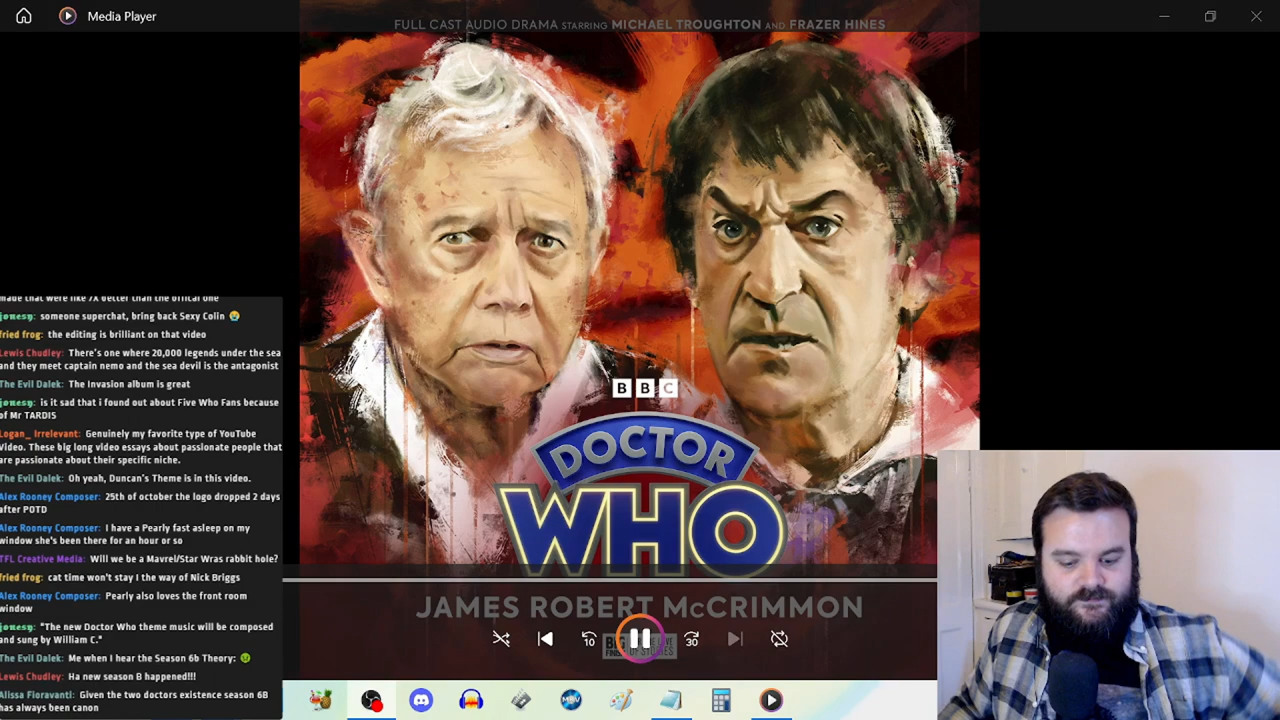 Media Player
FULL CAST AUDIO DRAMA STARRING MICHAEL TROUGHTON AND FRAZER HINES
BBC
DOCTOR
WHO
JAMES ROBERT McCRIMMON
10
30
made that were like 7x better than the offical one
jonesy: someone superchat, bring back Sexy Colin 😭
fried frog: the editing is brilliant on that video
Lewis Chudley: There's one where 20,000 legends under the sea
and they meet captain nemo and the sea devil is the antagonist
The Evil Dalek: The Invasion album is great
jonesy: is it sad that i found out about Five Who Fans because
of Mr TARDIS
Logan_ Irrelevant: Genuinely my favorite type of YouTube
Video. These big long video essays about passionate people that
are passionate about their specific niche.
The Evil Dalek: Oh yeah, Duncan's Theme is in this video.
Alex Rooney Composer: 25th of october the logo dropped 2 days
after POTD
Alex Rooney Composer: I have a Pearly fast asleep on my
window she's been there for an hour or so
TFL Creative Media: Will we be a Mavrel/Star Wras rabbit hole?
fried frog: cat time won't stay I the way of Nick Briggs
Alex Rooney Composer: Pearly also loves the front room
window
jonesy: "The new Doctor Who theme music will be composed
and sung by William C."
The Evil Dalek: Me when I hear the Season 6b Theory: 🤢
Lewis Chudley: Ha new season B happened!!!
Alissa Fioravanti: Given the two doctors existence season 6B
has always been canon